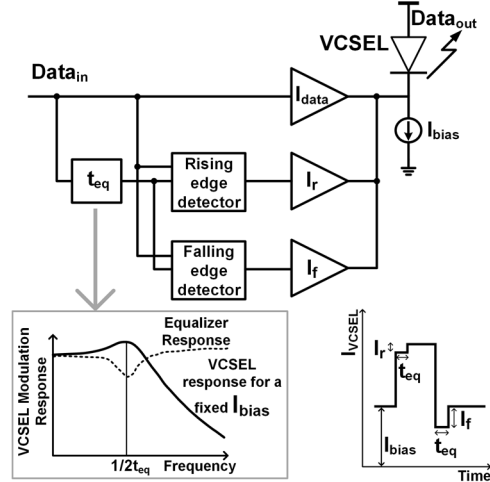 Data_out
VCSEL
Data_in
I_data
I_bias
t_eq
Rising
edge
detector
I_r
Falling
edge
detector
I_f
VCSEL Modulation
Response
Equalizer
Response
VCSEL
response for a
fixed I_bias
1/2t_eq
Frequency
I_VCSEL
I_r
t_eq
I_bias
I_f
t_eq
Time